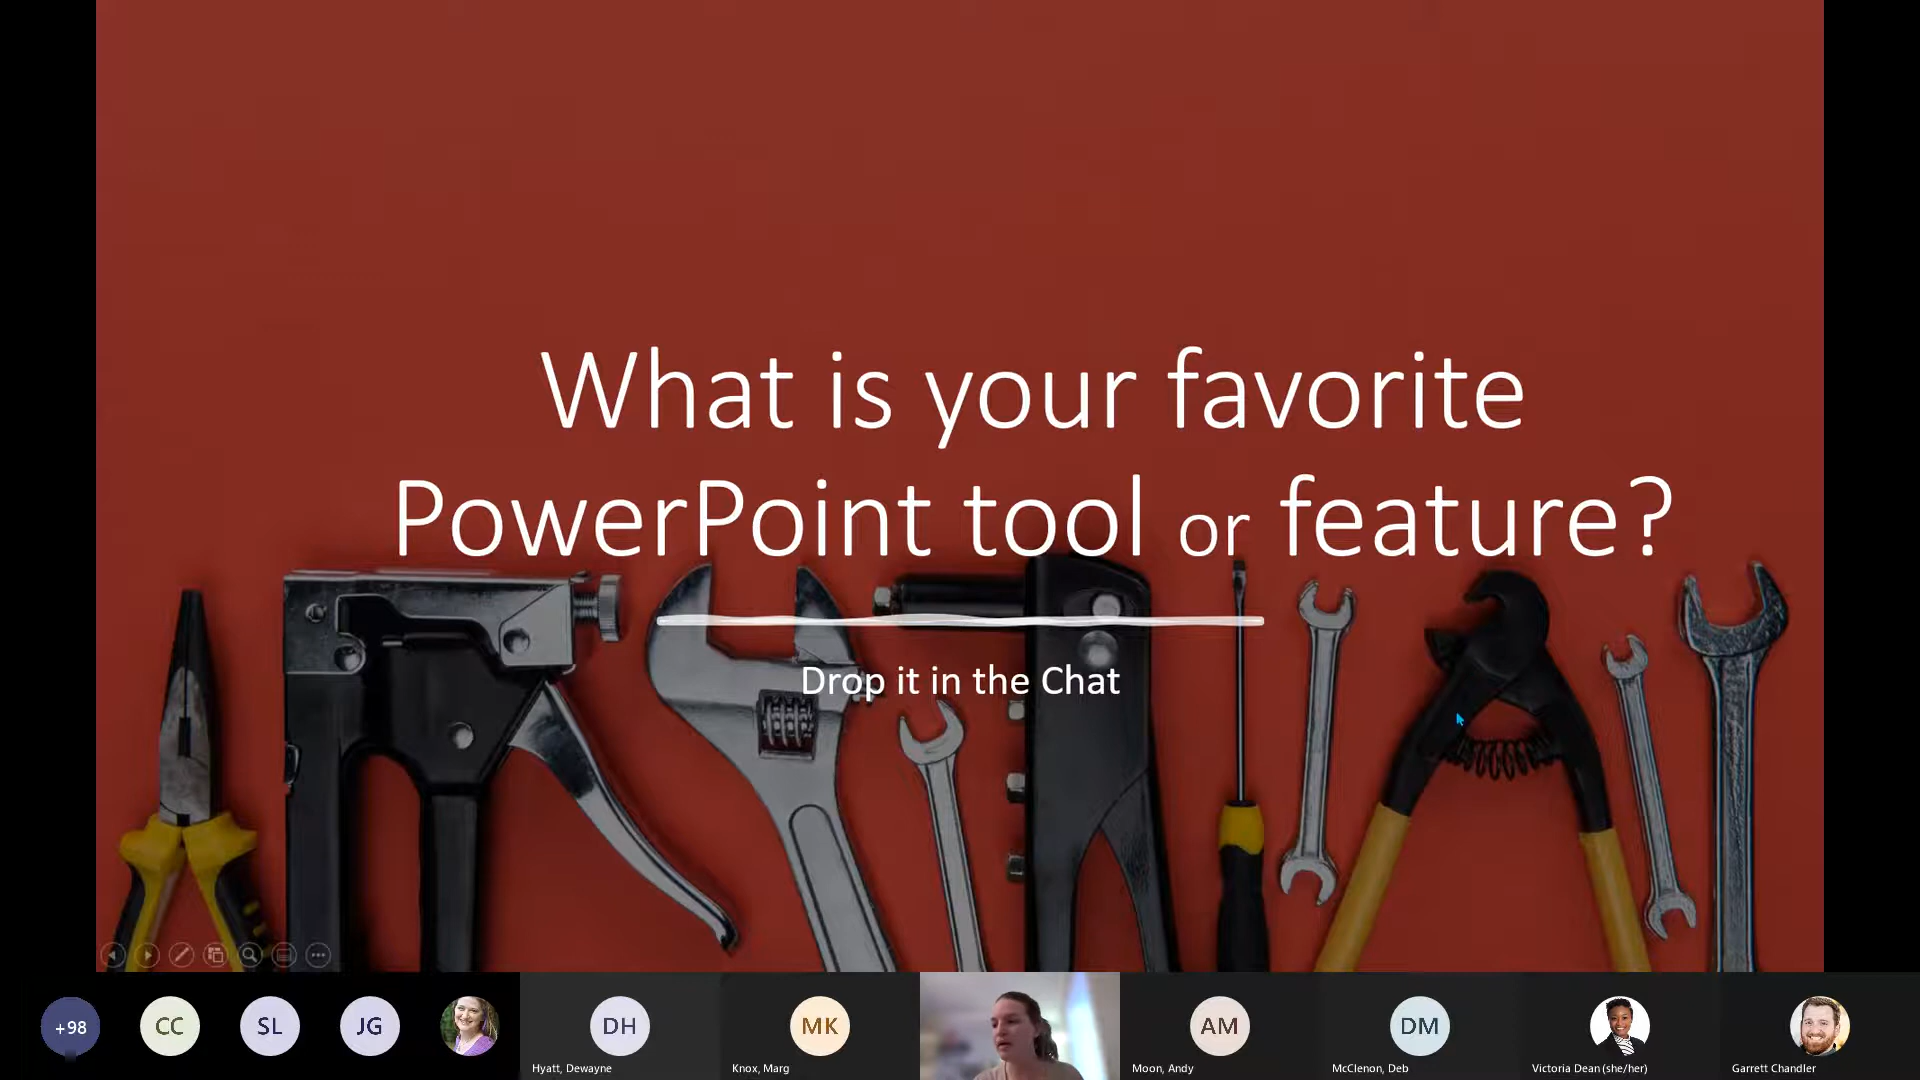 What is your favorite
PowerPoint tool or feature?
Drop it in the Chat
+98
CC
SL
JG
DH
MK
AM
DM
Hyatt, Dewayne
Knox, Marg
Moon, Andy
McClenon, Deb
Victoria Dean (she/her)
Garrett Chandler